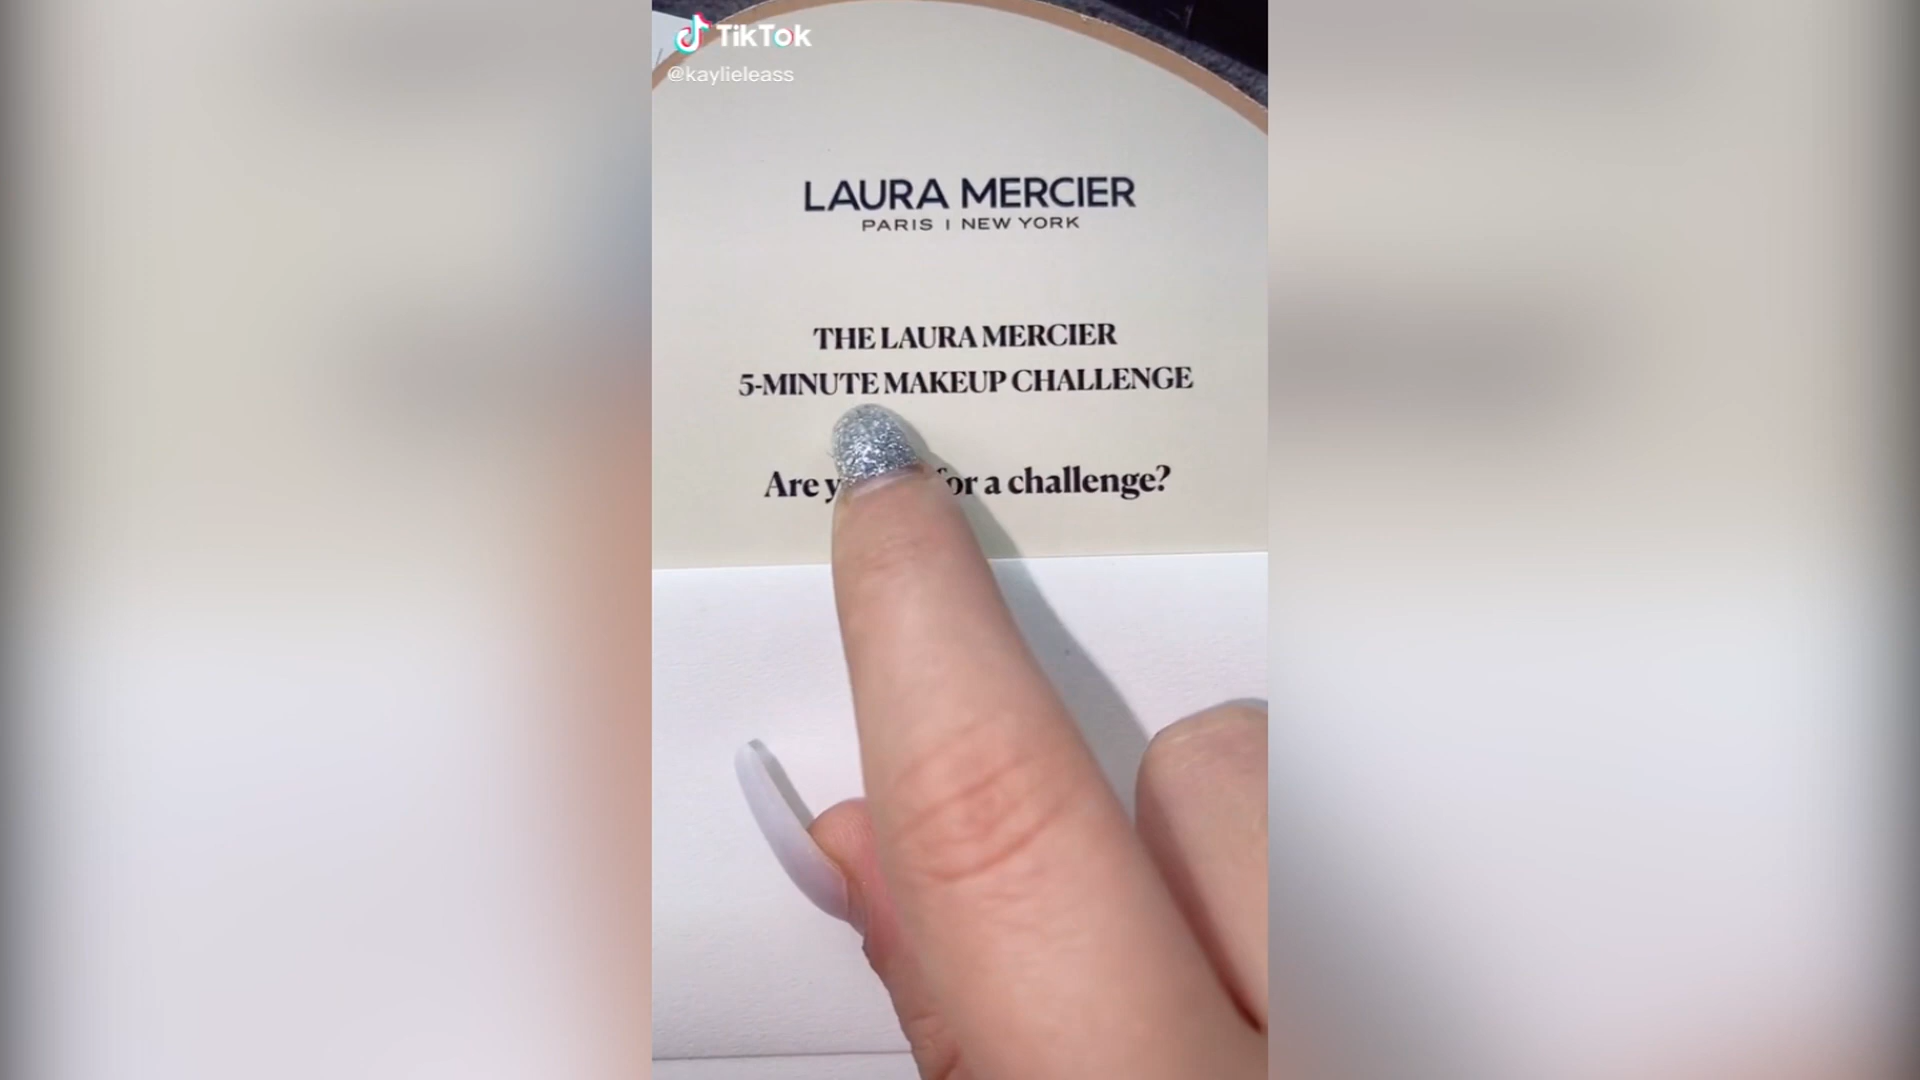 TikTok
@kaylieleass
LAURA MERCIER
PARIS | NEW YORK
THE LAURA MERCIER
5-MINUTE MAKEUP CHALLENGE
Are for a challenge?